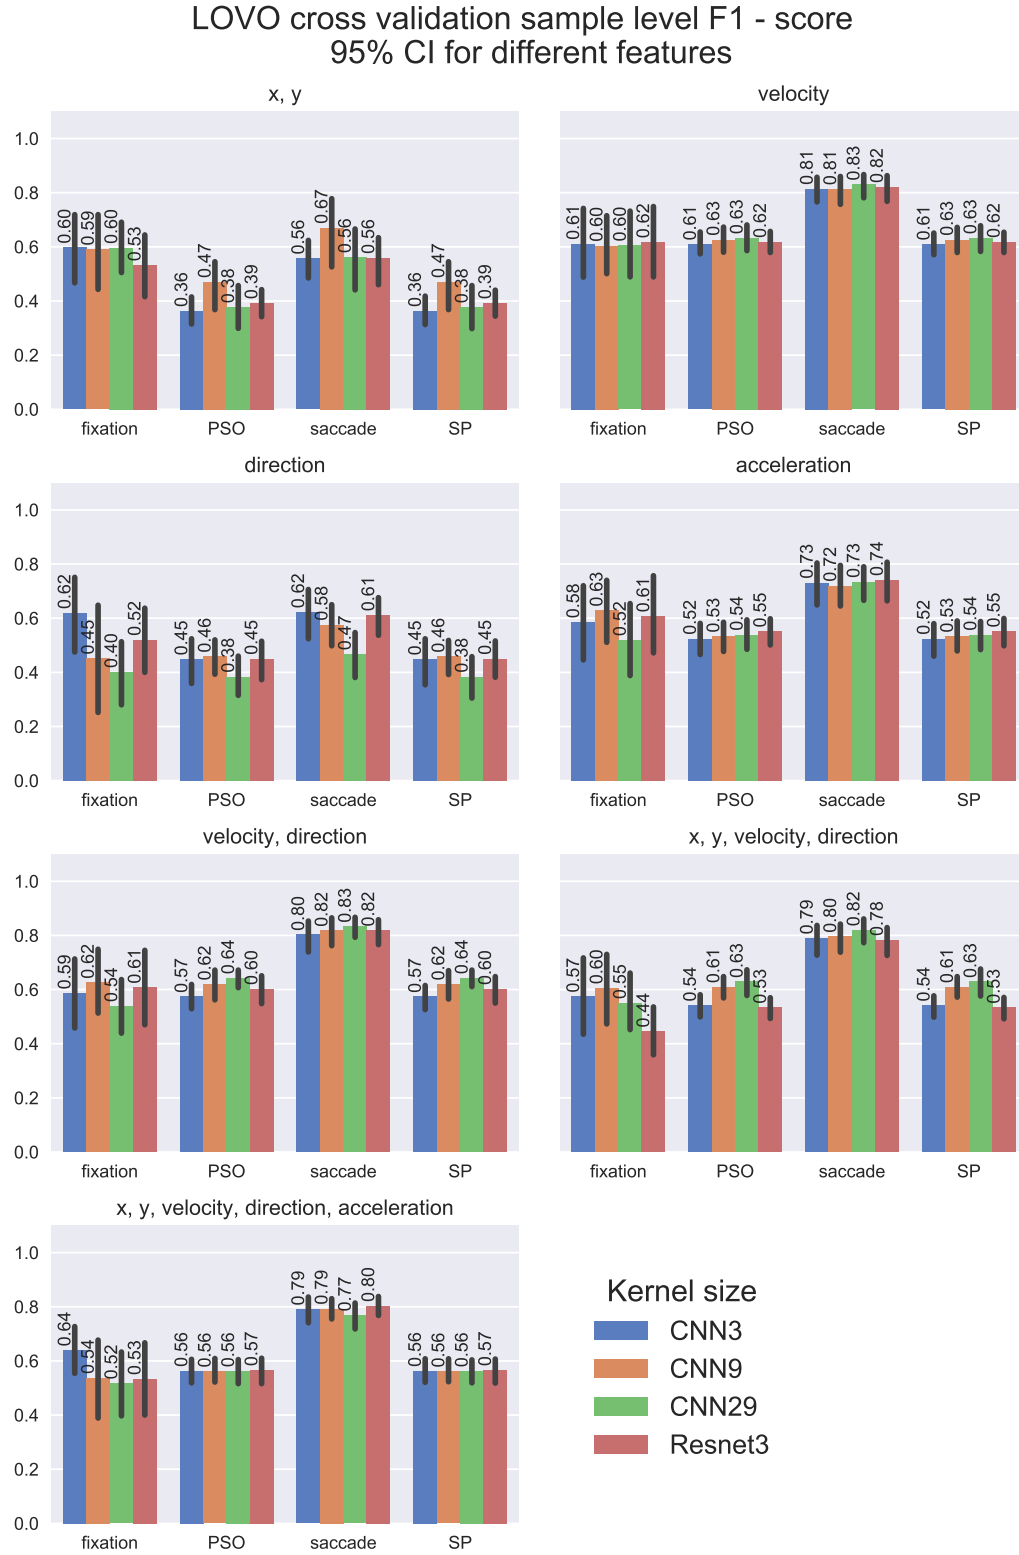 LOVO cross validation sample level F1 - score
95% CI for different features
x, y
1.0
0.8
0.6
0.4
0.2
0.0
0.60 0.59 0.60 0.53
0.36 0.47 0.38 0.39
0.56 0.67 0.56 0.56
0.36 0.47 0.38 0.39
fixation PSO saccade SP
velocity
0.61 0.60 0.60 0.62
0.61 0.63 0.63 0.62
0.81 0.81 0.83 0.82
0.61 0.63 0.63 0.62
fixation PSO saccade SP
direction
1.0
0.8
0.6
0.4
0.2
0.0
0.62 0.45 0.40 0.52
0.45 0.46 0.38 0.45
0.62 0.58 0.47 0.61
0.45 0.46 0.38 0.45
fixation PSO saccade SP
acceleration
0.58 0.63 0.52 0.61
0.52 0.53 0.54 0.55
0.73 0.72 0.73 0.74
0.52 0.53 0.54 0.55
fixation PSO saccade SP
velocity, direction
1.0
0.8
0.6
0.4
0.2
0.0
0.59 0.62 0.54 0.61
0.57 0.62 0.64 0.60
0.80 0.82 0.83 0.82
0.57 0.62 0.64 0.60
fixation PSO saccade SP
x, y, velocity, direction
0.57 0.60 0.55 0.44
0.54 0.61 0.63 0.53
0.79 0.80 0.82 0.78
0.54 0.61 0.63 0.53
fixation PSO saccade SP
x, y, velocity, direction, acceleration
1.0
0.8
0.6
0.4
0.2
0.0
0.64 0.54 0.52 0.53
0.56 0.56 0.56 0.57
0.79 0.79 0.77 0.80
0.56 0.56 0.56 0.57
fixation PSO saccade SP
Kernel size
CNN3
CNN9
CNN29
Resnet3